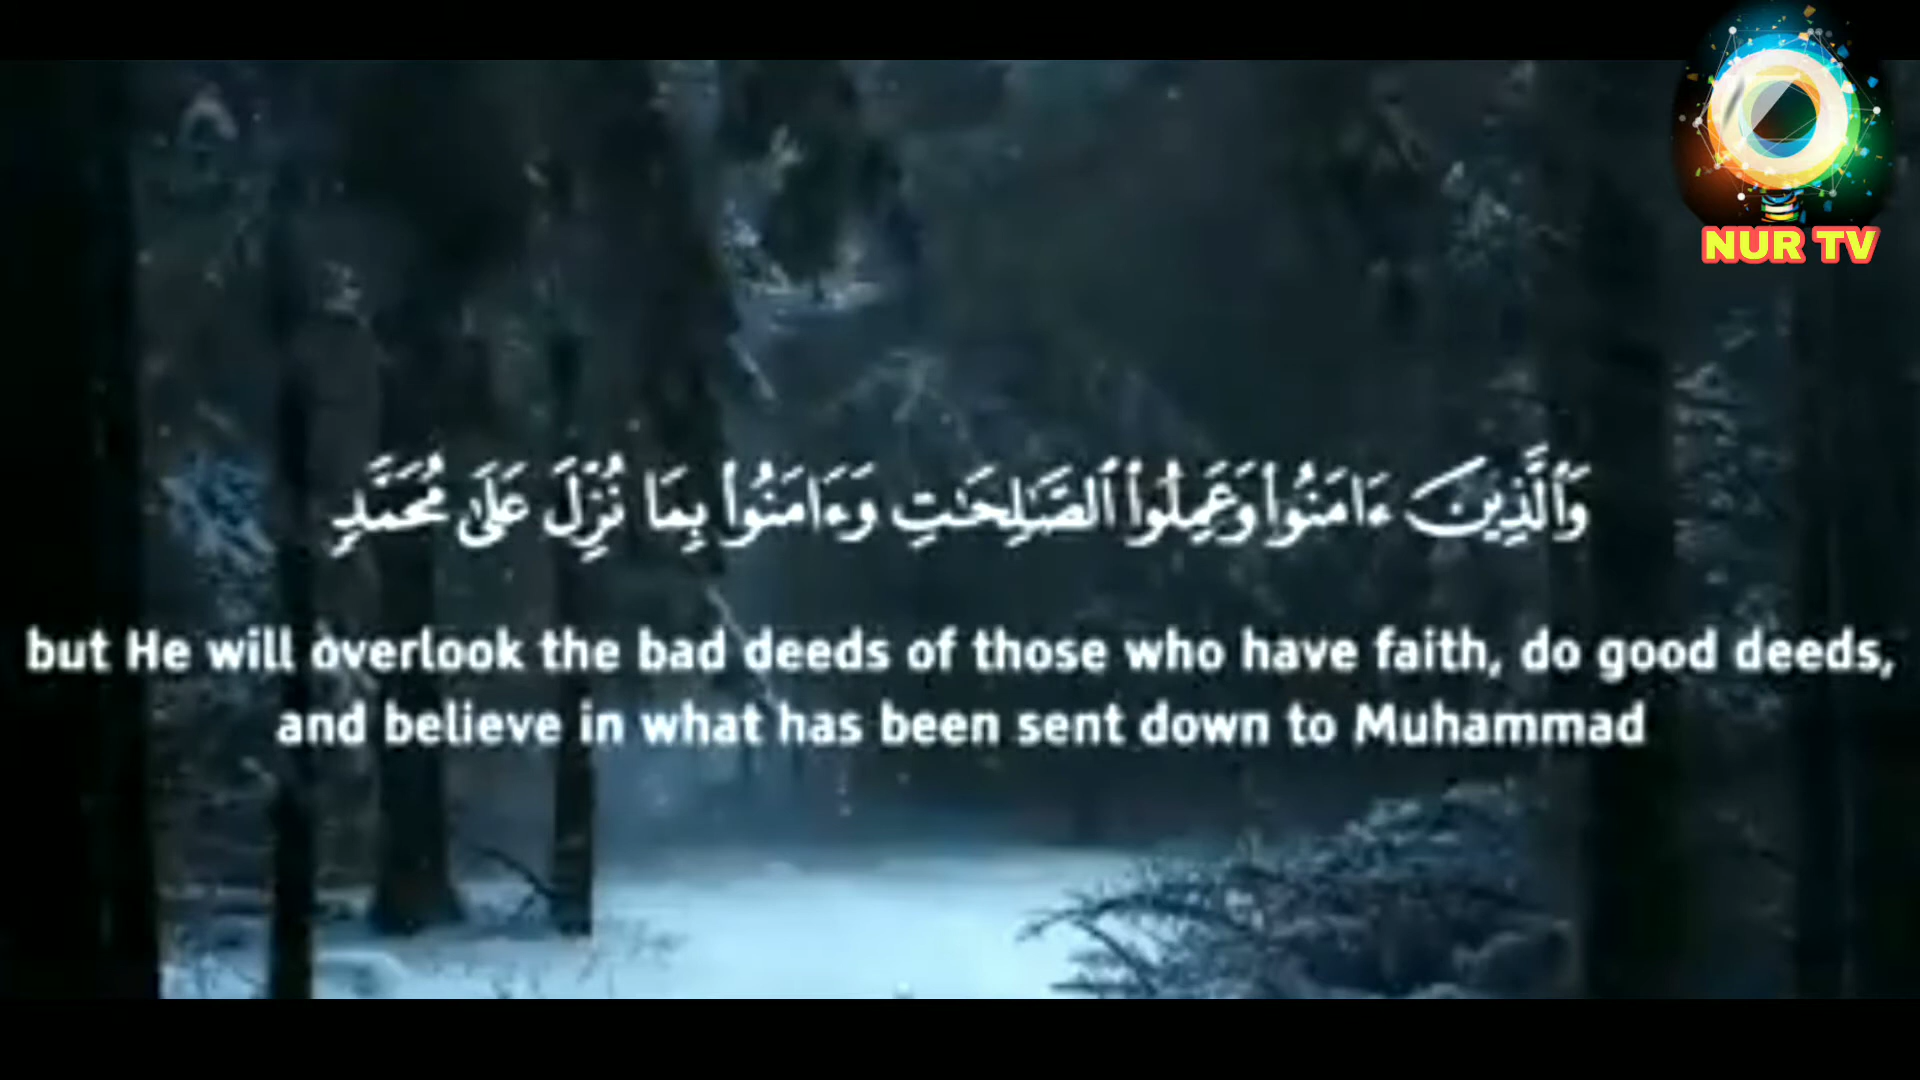 NUR TV
وَٱلَّذِينَ ءَامَنُوا۟ وَعَمِلُوا۟ ٱلصَّـٰلِحَـٰتِ وَءَامَنُوا۟ بِمَا نُزِّلَ عَلَىٰ مُحَمَّدٍ
but He will overlook the bad deeds of those who have faith, do good deeds,
and believe in what has been sent down to Muhammad